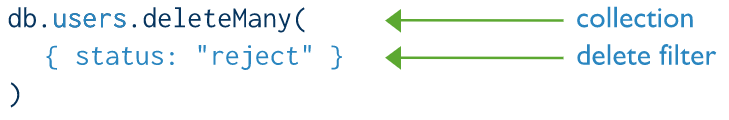 db.users.deleteMany( collection
{ status: "reject" } delete filter
)